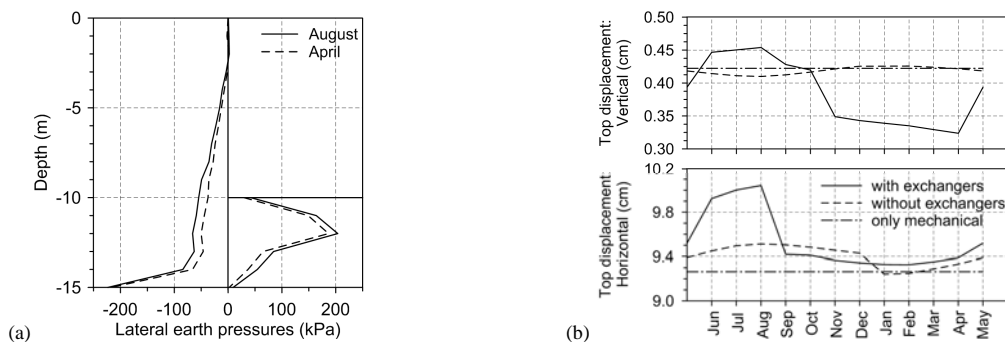 0
August
April
-5
Depth (m)
-10
-15
-200
-100
0
100
200
Lateral earth pressures (kPa)
(a)
0.50
0.45
0.40
0.35
0.30
Top displacement:
Vertical (cm)
10.2
9.8
9.4
9.0
Top displacement:
Horizontal (cm)
with exchangers
without exchangers
only mechanical
Jun
Jul
Aug
Sep
Oct
Nov
Dec
Jan
Feb
Mar
Apr
May
(b)